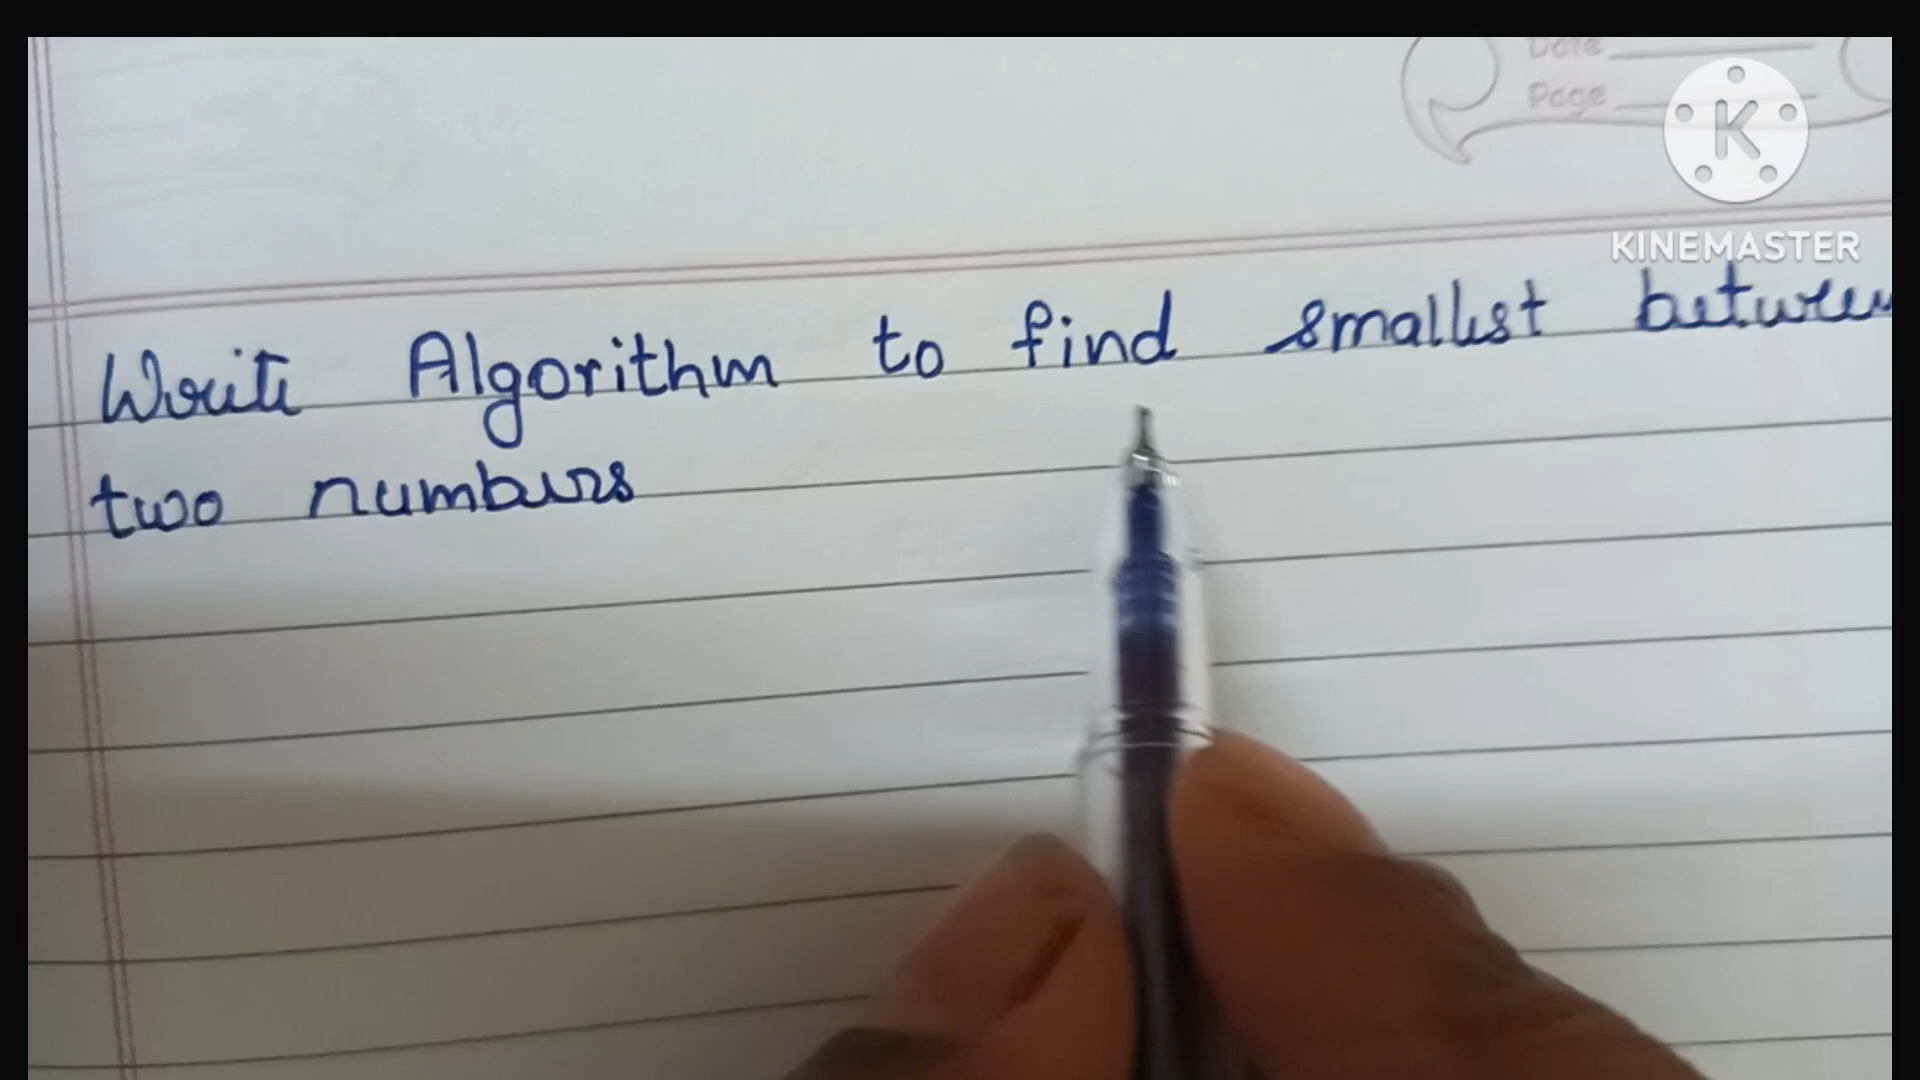 Date
Page
KINEMASTER
Write Algorithm to find smallest between
two numbers